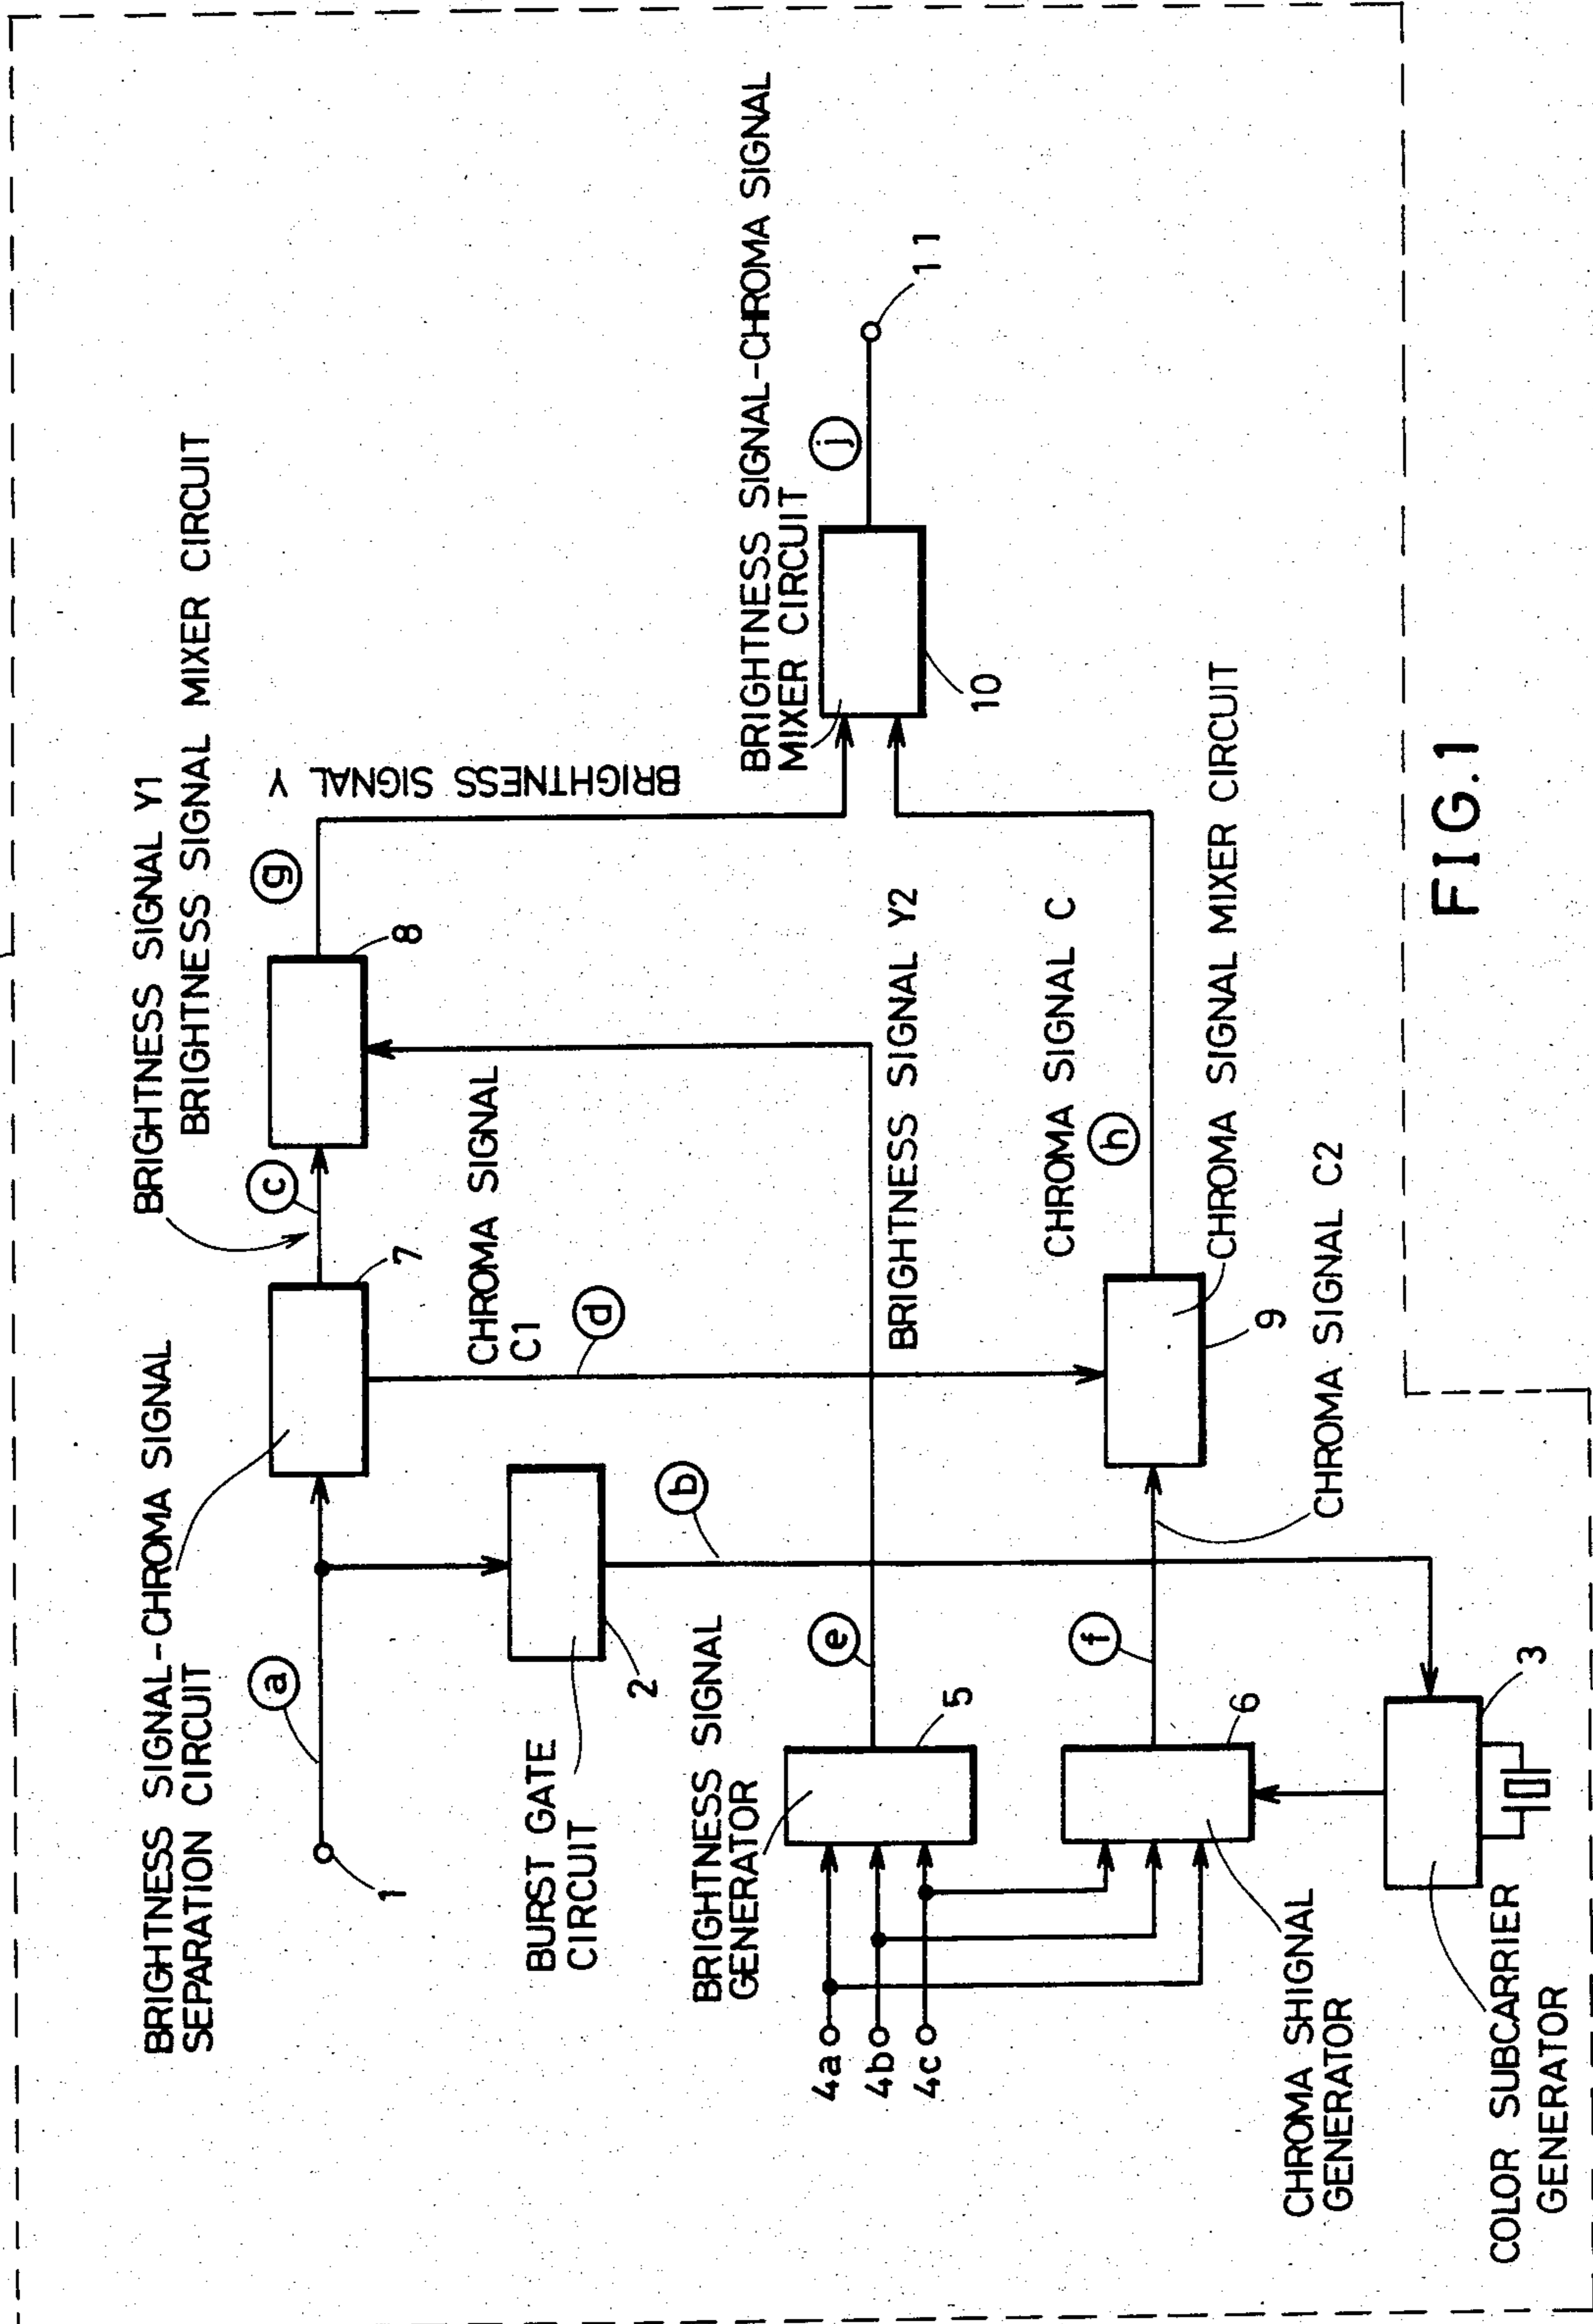 BRIGHTNESS SIGNAL Y1
BRIGHTNESS SIGNAL MIXER CIRCUIT
BRIGHTNESS SIGNAL-CHROMA SIGNAL
SEPARATION CIRCUIT
a
c
g
BRIGHTNESS SIGNAL Y
1
7
8
CHROMA SIGNAL
C1
d
BURST GATE
CIRCUIT
2
b
BRIGHTNESS SIGNAL-CHROMA SIGNAL
MIXER CIRCUIT
j
11
10
BRIGHTNESS SIGNAL
GENERATOR
e
BRIGHTNESS SIGNAL Y2
4a
4b
4c
5
CHROMA SIGNAL C
h
f
6
9
CHROMA SIGNAL MIXER CIRCUIT
CHROMA SHIGNAL
GENERATOR
CHROMA SIGNAL C2
3
COLOR SUBCARRIER
GENERATOR
FIG.1